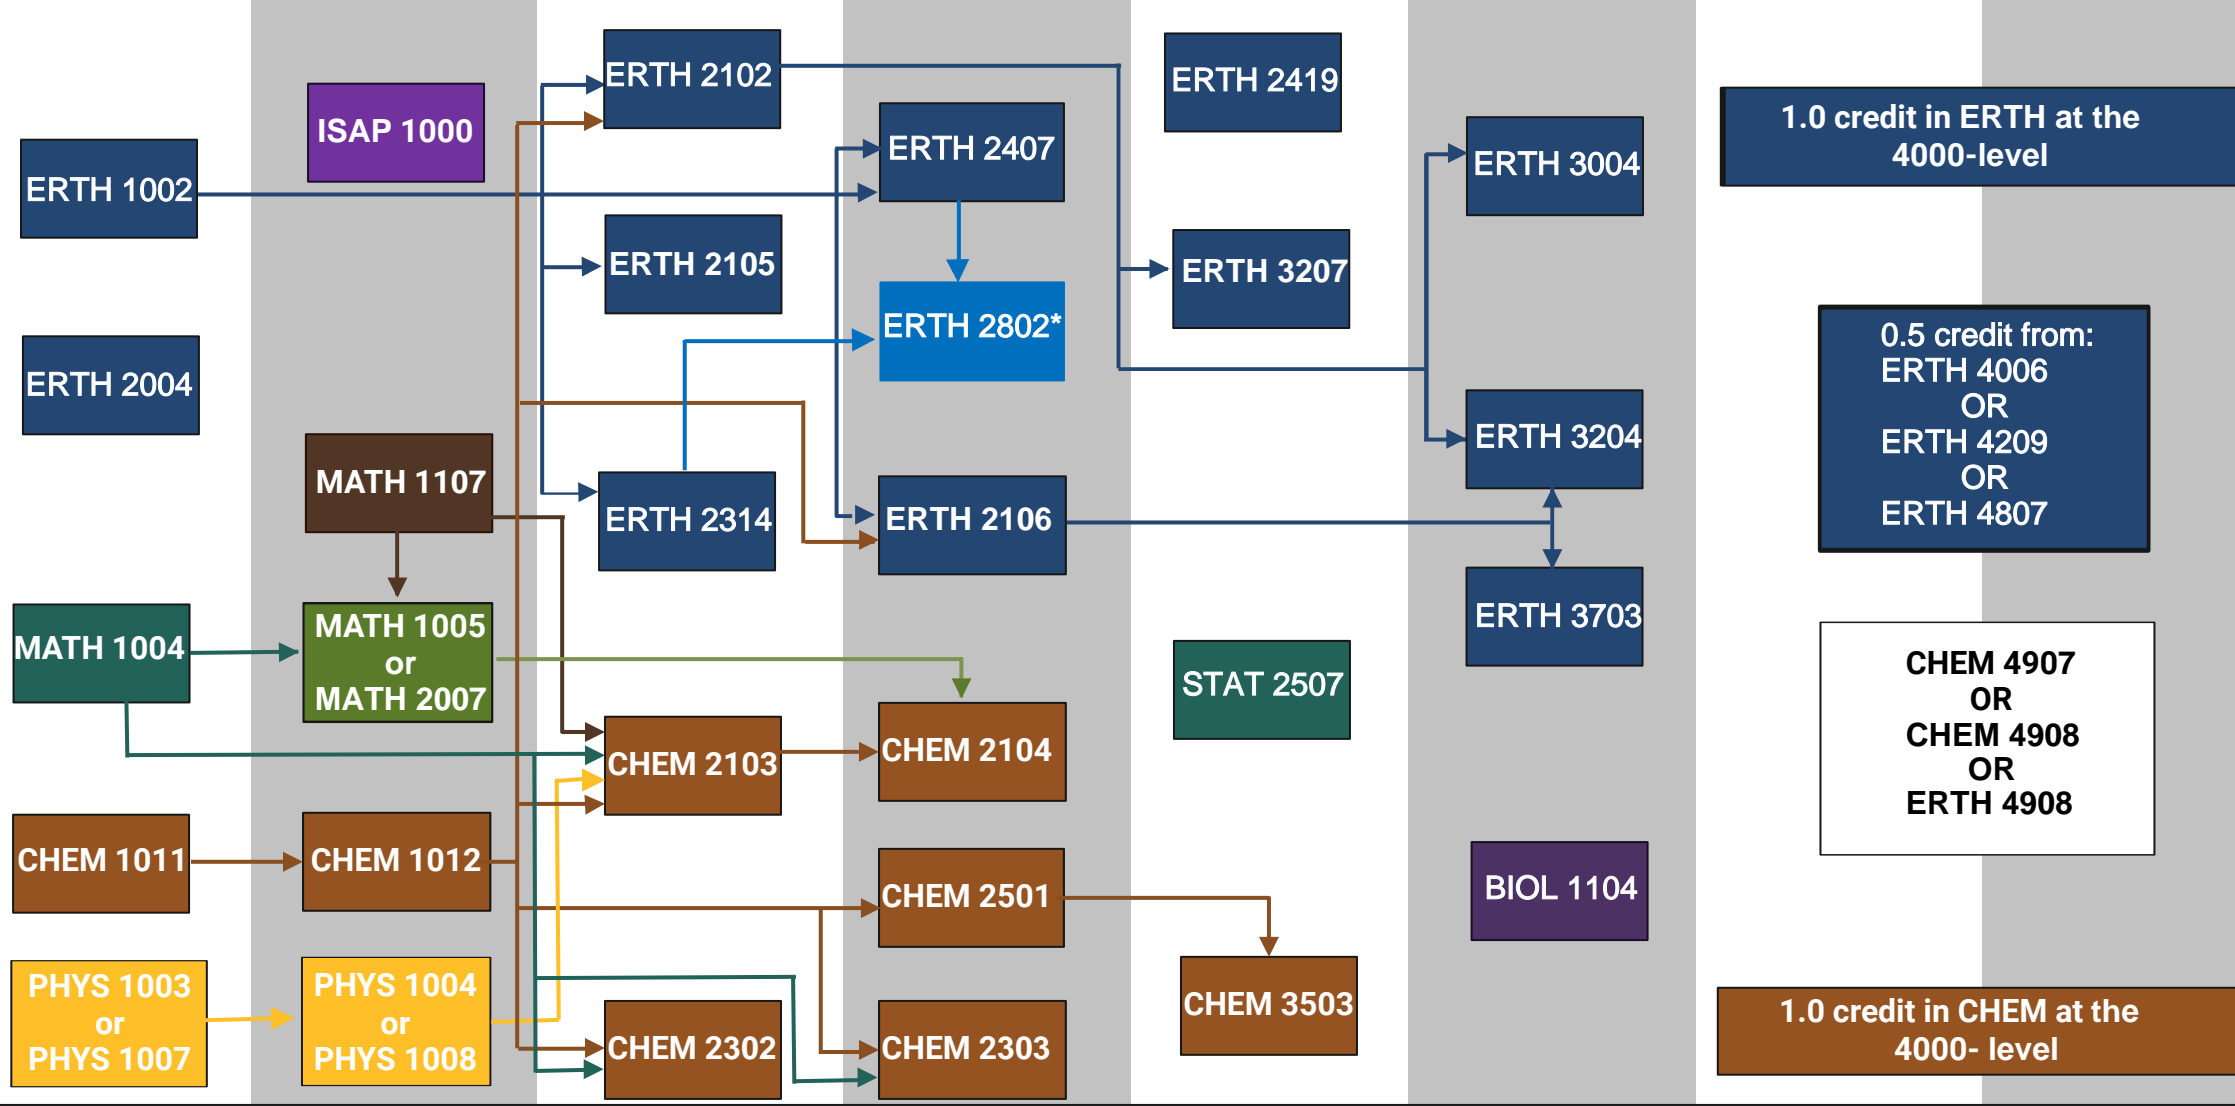 ERTH 1002
ERTH 2004
MATH 1004
CHEM 1011
PHYS 1003
or
PHYS 1007
ISAP 1000
MATH 1107
MATH 1005
or
MATH 2007
CHEM 1012
PHYS 1004
or
PHYS 1008
ERTH 2102
ERTH 2105
ERTH 2314
CHEM 2103
CHEM 2302
ERTH 2407
ERTH 2802*
ERTH 2106
CHEM 2104
CHEM 2501
CHEM 2303
ERTH 2419
ERTH 3207
STAT 2507
CHEM 3503
ERTH 3004
ERTH 3204
ERTH 3703
BIOL 1104
1.0 credit in ERTH at the
4000-level
0.5 credit from:
ERTH 4006
OR
ERTH 4209
OR
ERTH 4807
CHEM 4907
OR
CHEM 4908
OR
ERTH 4908
1.0 credit in CHEM at the
4000- level